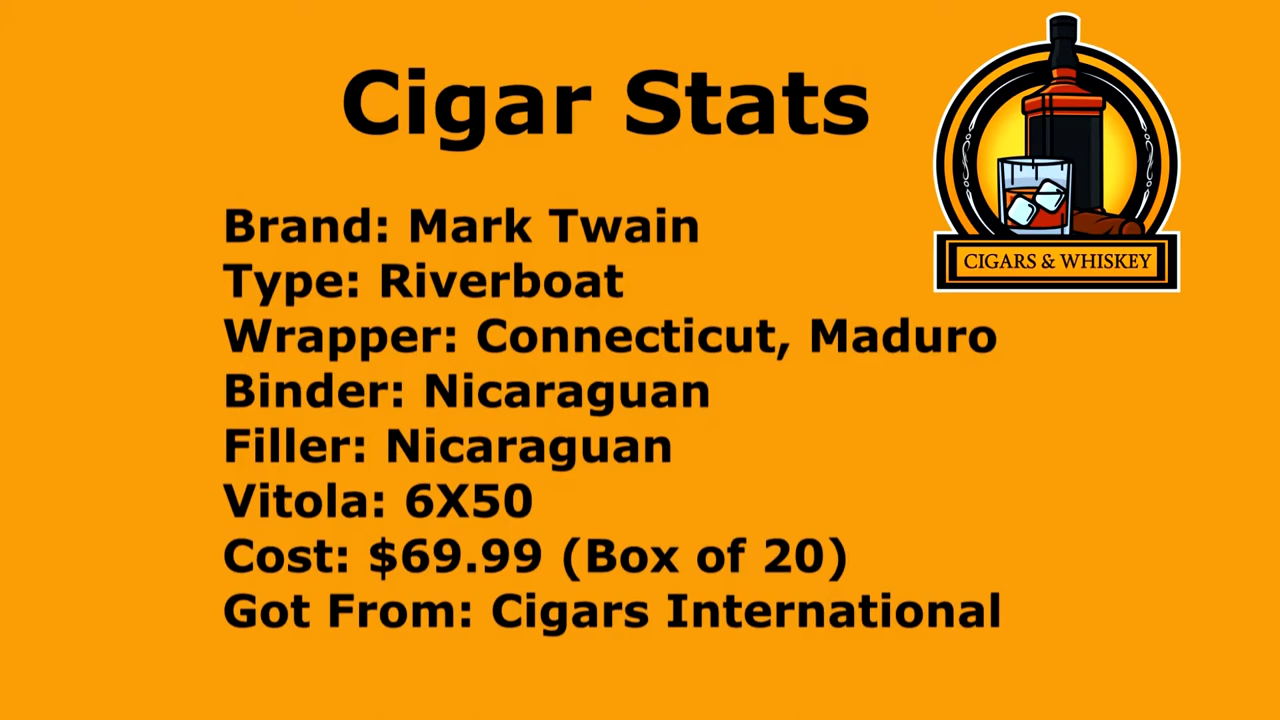 Cigar Stats
CIGARS & WHISKEY
Brand: Mark Twain
Type: Riverboat
Wrapper: Connecticut, Maduro
Binder: Nicaraguan
Filler: Nicaraguan
Vitola: 6X50
Cost: $69.99 (Box of 20)
Got From: Cigars International